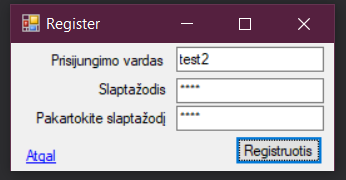 Register
Prisijungimo vardas test2
Slaptažodis ****
Pakartokite slaptažodį ****
Atgal Registruotis